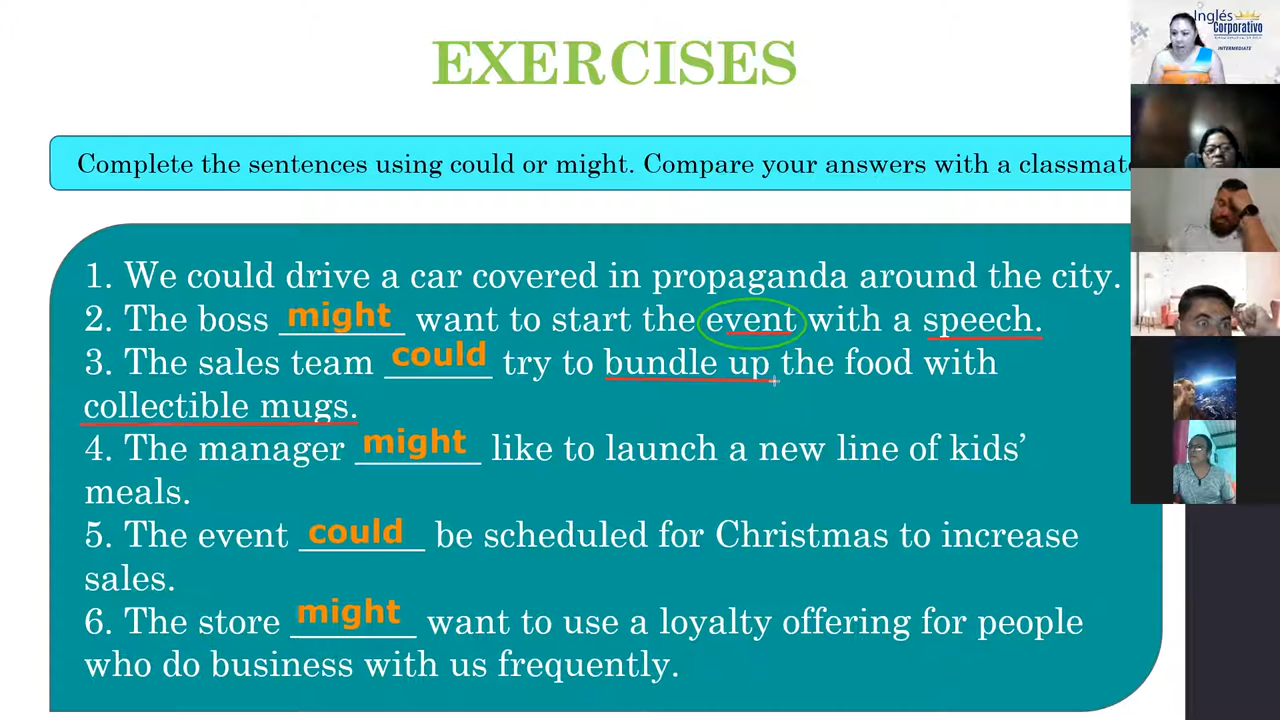 EXERCISES
Inglés
Corporativo
INTERMEDIATE
Complete the sentences using could or might. Compare your answers with a classmate
1. We could drive a car covered in propaganda around the city.
2. The boss might want to start the event with a speech.
3. The sales team could try to bundle up the food with
collectible mugs.
4. The manager might like to launch a new line of kids’
meals.
5. The event could be scheduled for Christmas to increase
sales.
6. The store might want to use a loyalty offering for people
who do business with us frequently.